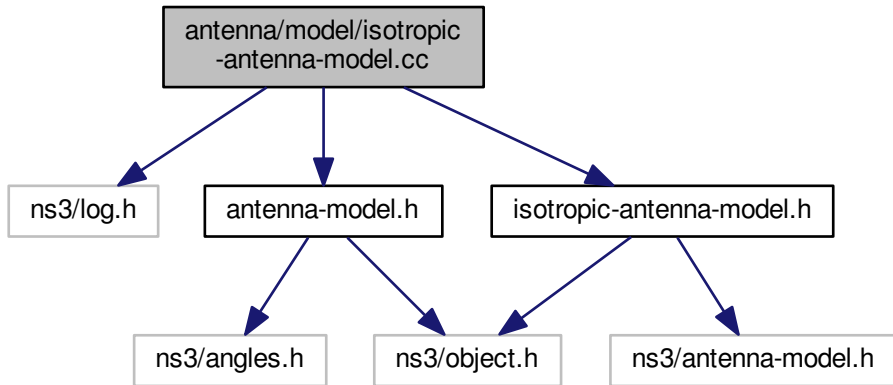 antenna/model/isotropic
-antenna-model.cc
ns3/log.h
antenna-model.h
isotropic-antenna-model.h
ns3/angles.h
ns3/object.h
ns3/antenna-model.h